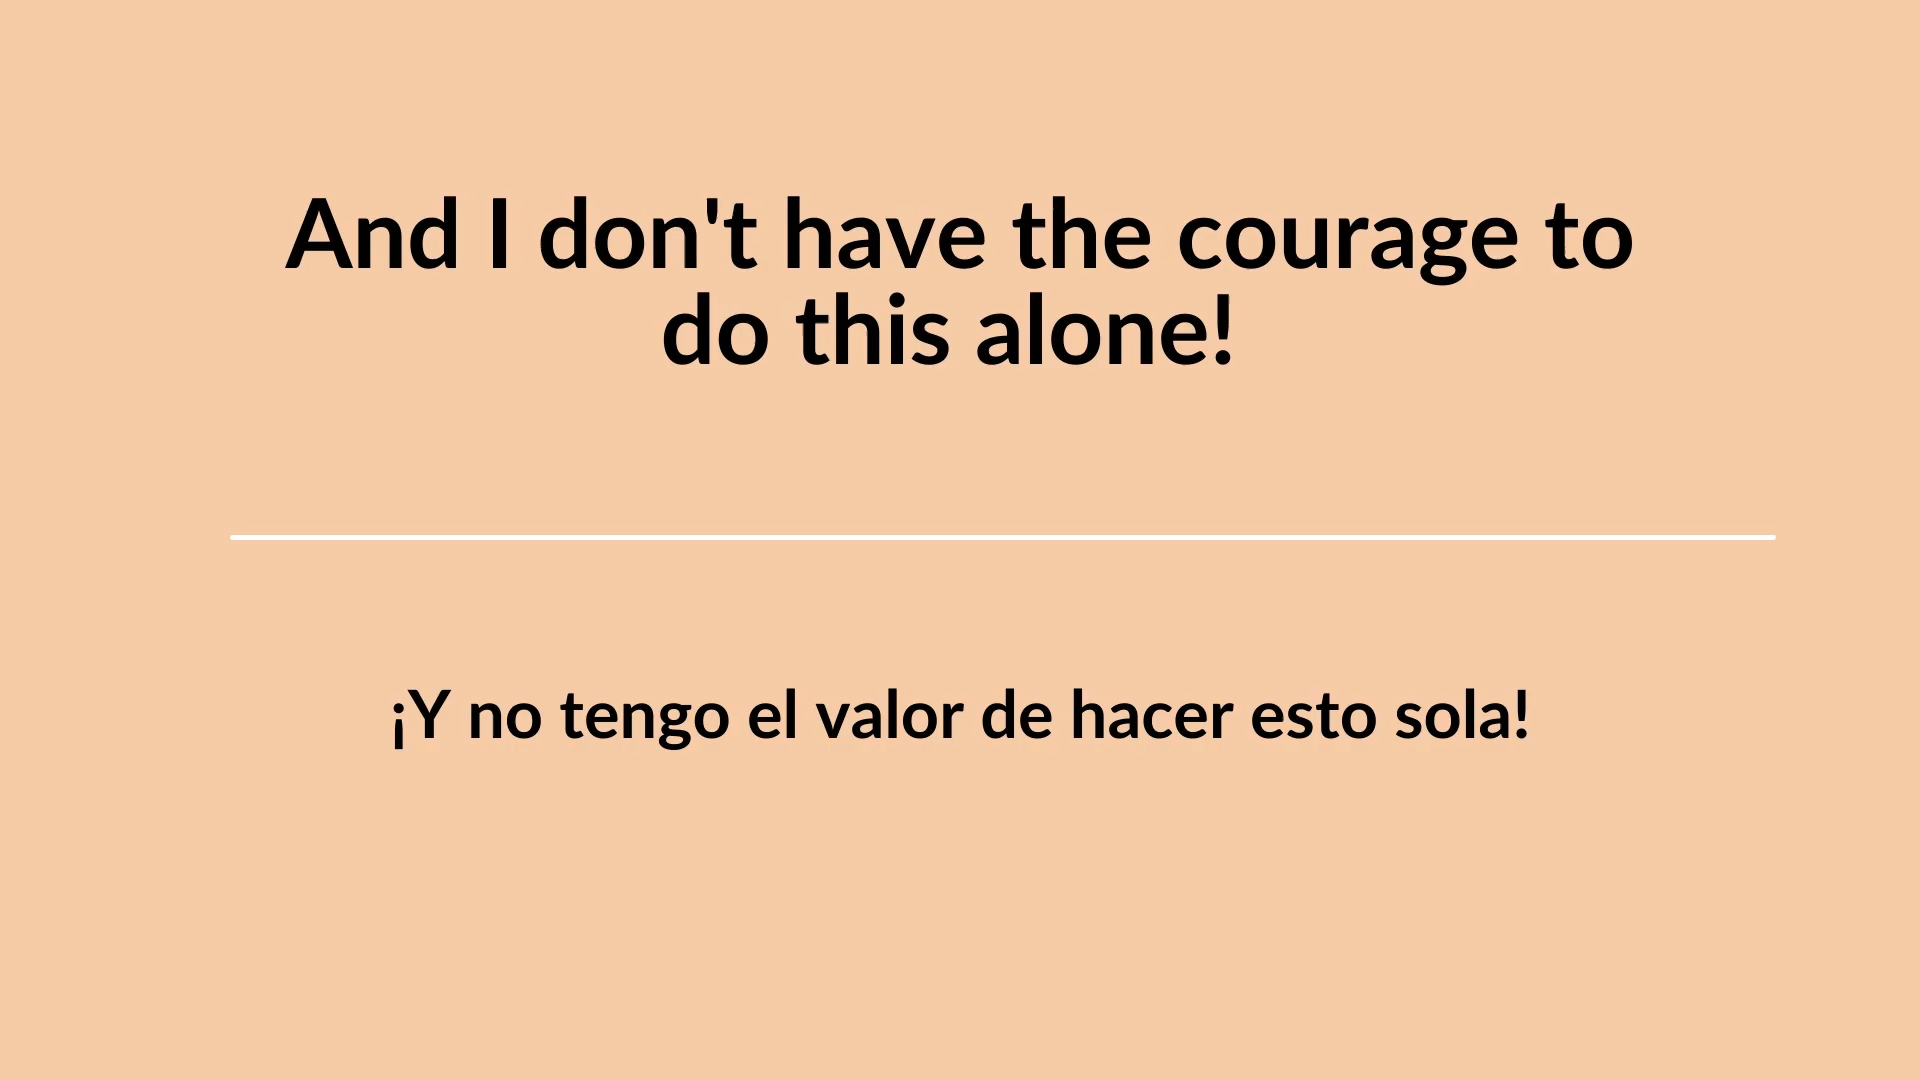 And I don't have the courage to
do this alone!
¡Y no tengo el valor de hacer esto sola!